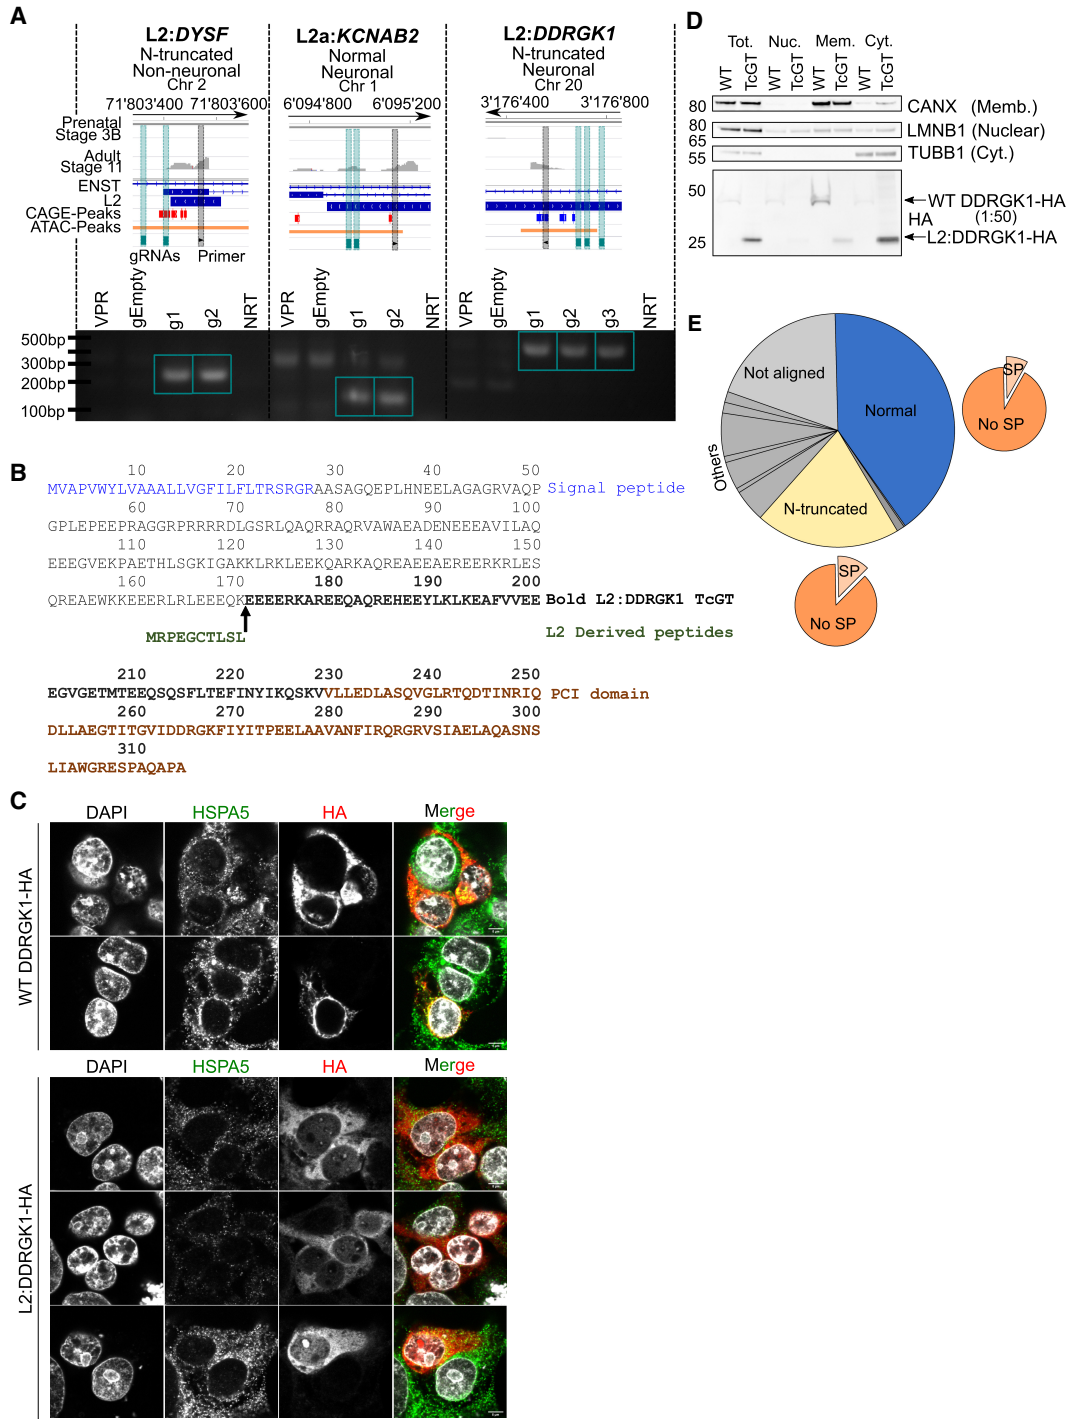 A
L2:DYSF
N-truncated
Non-neuronal
Chr 2
71'803'400 71'803'600
L2a:KCNAB2
Normal
Neuronal
Chr 1
6'094'800 6'095'200
L2:DDRGK1
N-truncated
Neuronal
Chr 20
3'176'400 3'176'800
Prenatal
Stage 3B
Adult
Stage 11
ENST
L2
CAGE-Peaks
ATAC-Peaks
gRNAs Primer
VPR gEmpty g1 g2 NRT VPR gEmpty g1 g2 NRT VPR gEmpty g1 g2 g3 NRT
500bp
300bp
200bp
100bp
B
10 20 30 40 50
MVAPVWYLVAAALLVGFILFLTRSRGRAASAGQEPLHNEELAGAGRVAQP Signal peptide
60 70 80 90 100
GPLEPEEPRAGGRPRRRRDLGSRLQAQRRAQRVAWAEADENEEEAVILAQ
110 120 130 140 150
EEEGVEKPAETHLSGKIGAKKLRKLEEKQARKAQREAEEAEREERKRLES
160 170 180 190 200
QREAEWKKEEERLRLEEEQKEEEERKAREEQAQREHEEYLKLKEAFVVEE Bold L2:DDRGK1 TcGT
MRPEGCTLSL L2 Derived peptides
210 220 230 240 250
EGVGETMTEEQSQSFLTEFINYIKQSKVVLLEDLASQVGLRTQDTINRIQ PCI domain
260 270 280 290 300
DLLAEGTITGVIDDRGKFIYITPEELAAVANFIRQRGRVSIAELAQASNS
310
LIAWGRESPAQAPA
C
DAPI HSPA5 HA Merge
WT DDRGK1-HA
DAPI HSPA5 HA Merge
L2:DDRGK1-HA
D
Tot. Nuc. Mem. Cyt.
WT TcGT WT TcGT WT TcGT WT TcGT
80 CANX (Memb.)
80 LMNB1 (Nuclear)
65
55 TUBB1 (Cyt.)
50 WT DDRGK1-HA
HA (1:50)
25 L2:DDRGK1-HA
E
Not aligned
Normal
Others
N-truncated
SP
No SP
SP
No SP